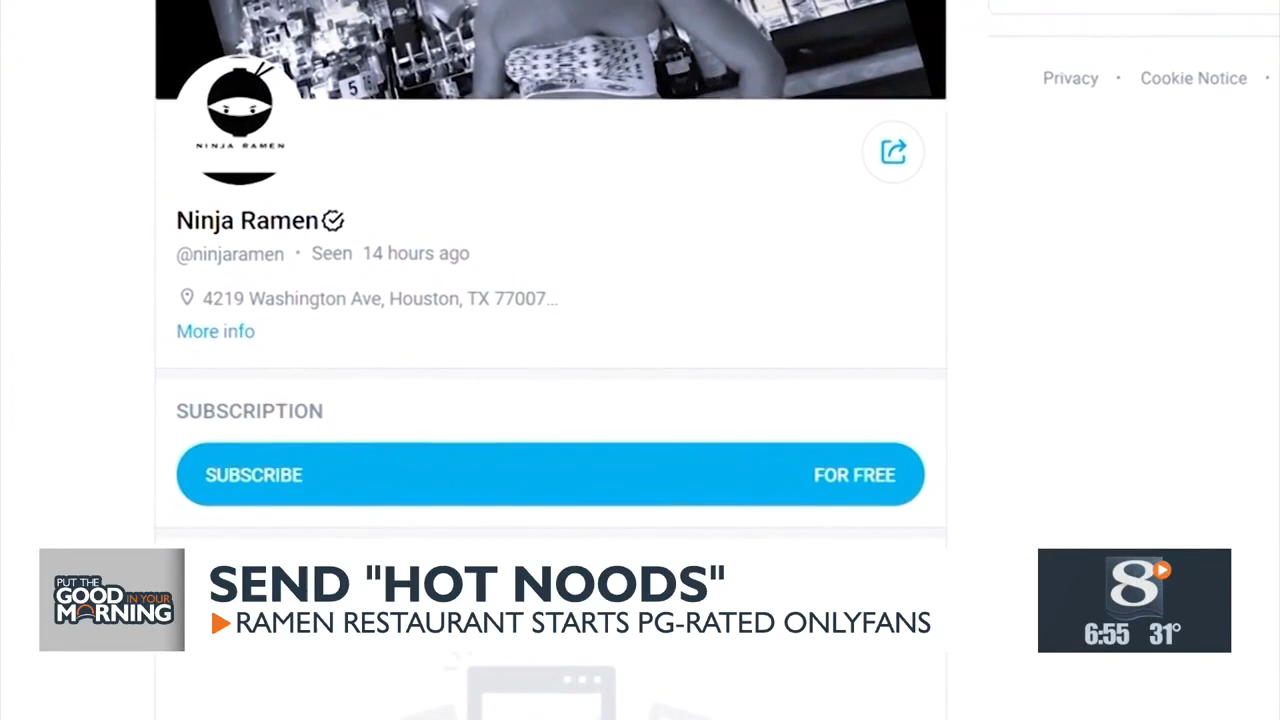 5
NINJA RAMEN
Privacy · Cookie Notice ·
Ninja Ramen
@ninjaramen · Seen 14 hours ago
4219 Washington Ave, Houston, TX 77007...
More info
SUBSCRIPTION
SUBSCRIBE FOR FREE
PUT THE
GOOD IN YOUR
MORNING
SEND "HOT NOODS"
RAMEN RESTAURANT STARTS PG-RATED ONLYFANS
8
6:55 31°